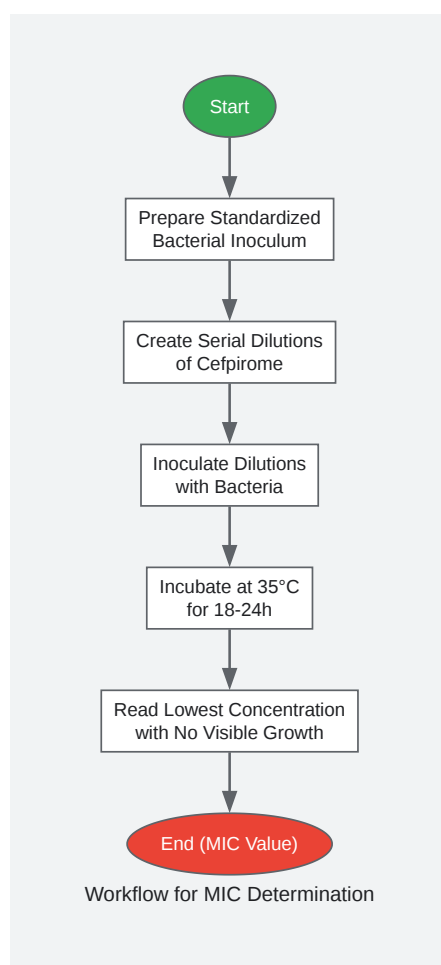 Start
Prepare Standardized
Bacterial Inoculum
Create Serial Dilutions
of Cefpirome
Inoculate Dilutions
with Bacteria
Incubate at 35°C
for 18-24h
Read Lowest Concentration
with No Visible Growth
End (MIC Value)
Workflow for MIC Determination